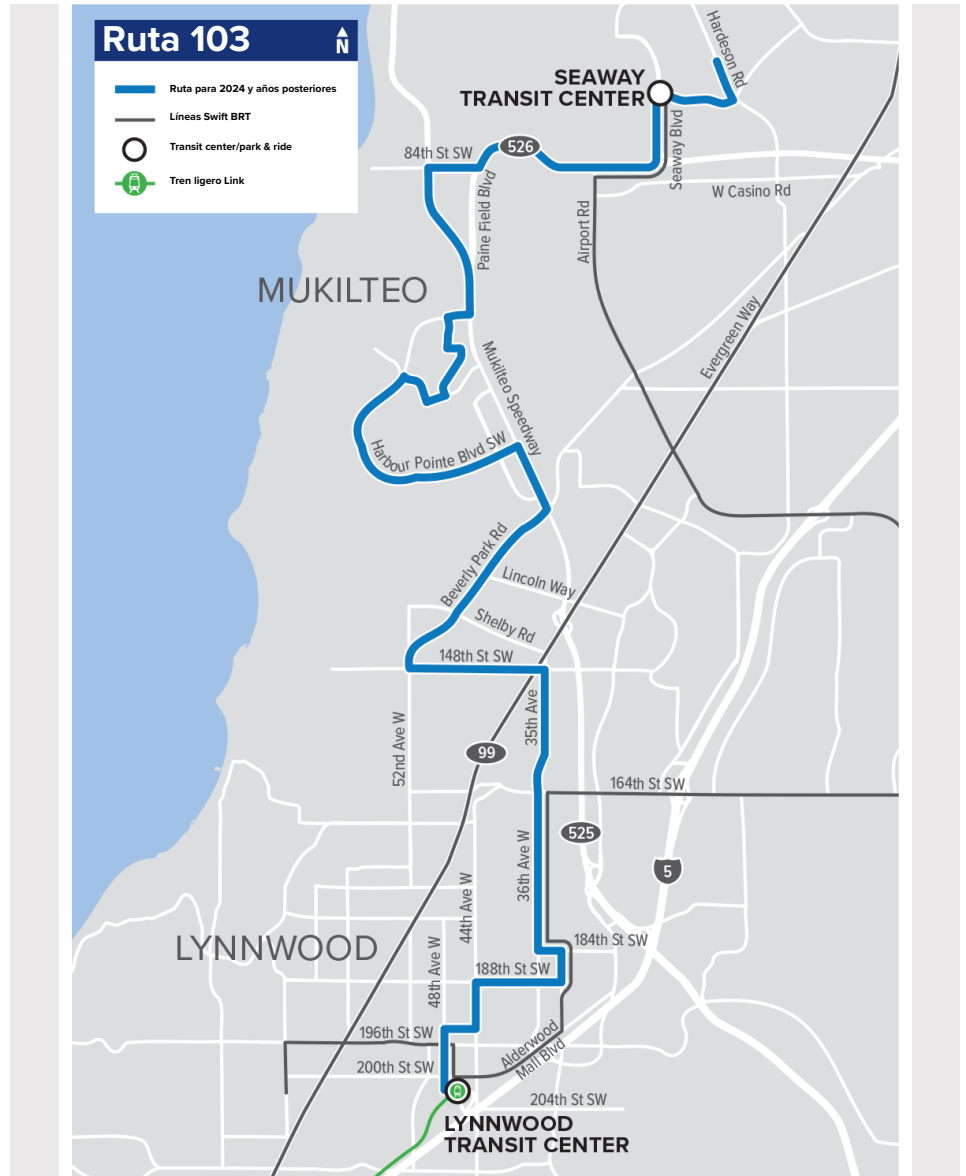 Ruta 103
N
Ruta para 2024 y años posteriores
Líneas Swift BRT
Transit center/park & ride
Tren ligero Link
Hardeson Rd
SEAWAY
TRANSIT CENTER
Seaway Blvd
526
84th St SW
W Casino Rd
Paine Field Blvd
Airport Rd
MUKILTEO
Evergreen Way
Mukilteo Speedway
Harbour Pointe Blvd SW
Beverly Park Rd
Lincoln Way
Shelby Rd
148th St SW
35th Ave
52nd Ave W
99
164th St SW
525
36th Ave W
5
44th Ave W
LYNNWOOD
184th St SW
48th Ave W
188th St SW
196th St SW
Alderwood
Mall Blvd
200th St SW
204th St SW
LYNNWOOD
TRANSIT CENTER